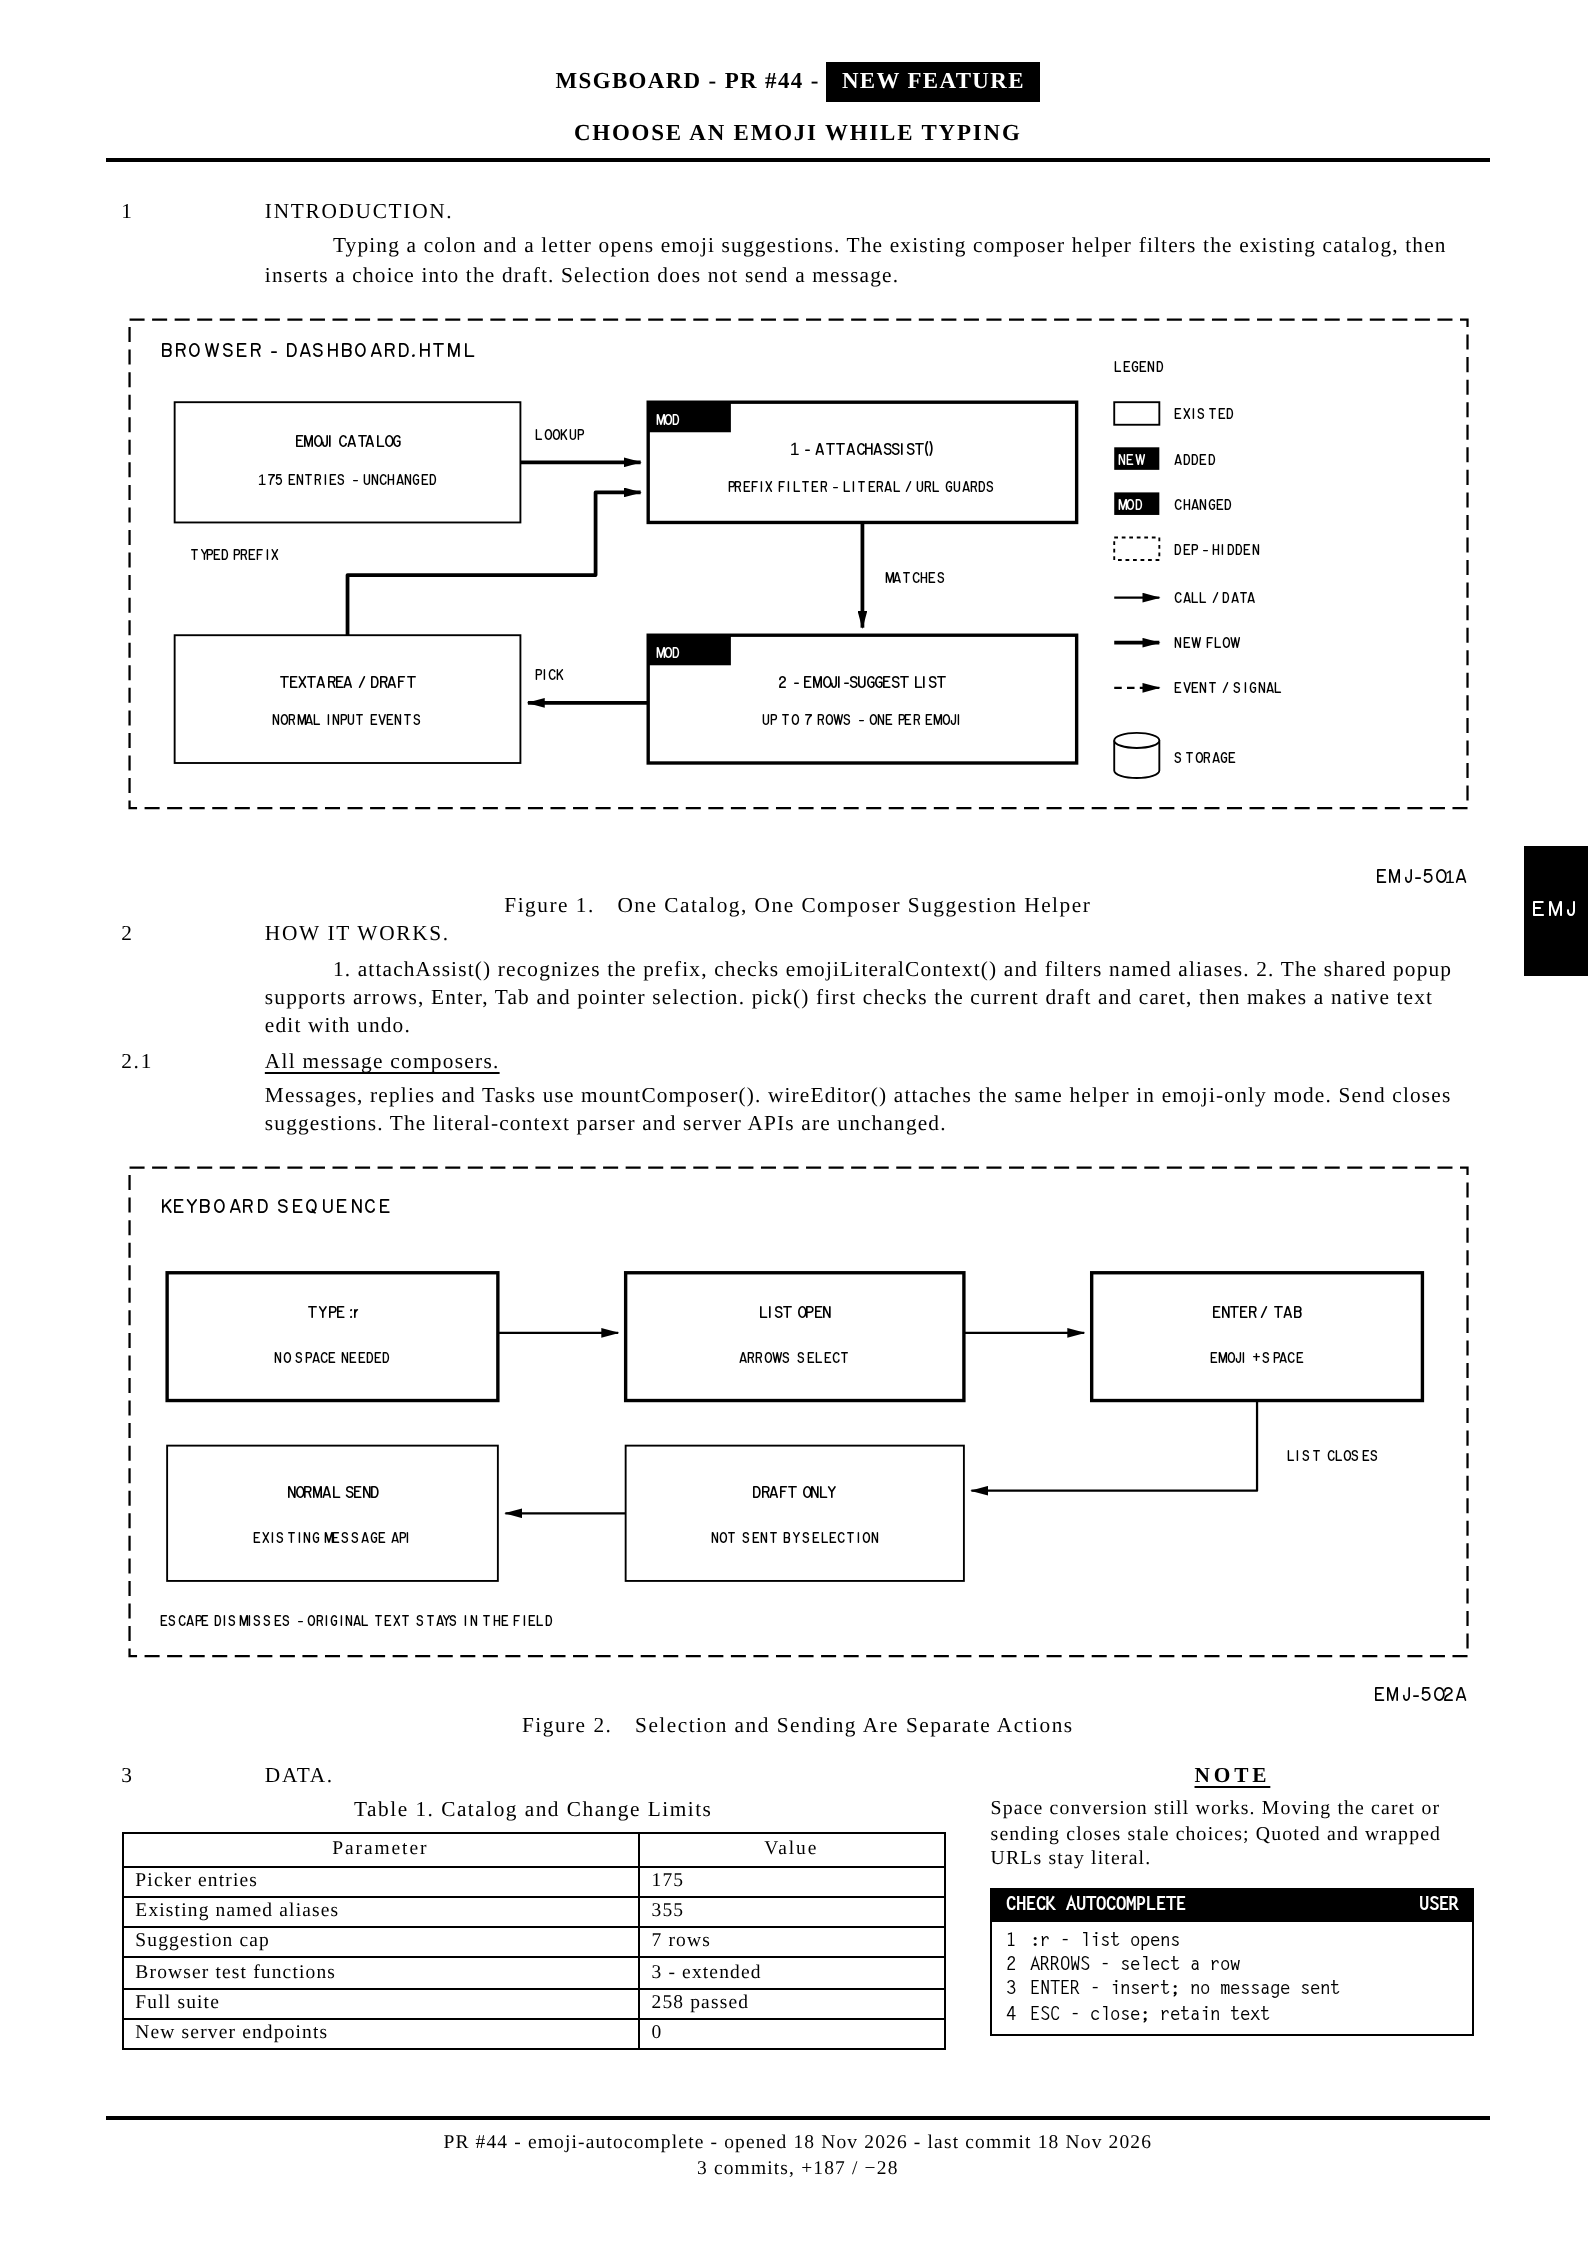 MSGBOARD - PR #44 - NEW FEATURE
CHOOSE AN EMOJI WHILE TYPING
1 INTRODUCTION.
Typing a colon and a letter opens emoji suggestions. The existing composer helper filters the existing catalog, then
inserts a choice into the draft. Selection does not send a message.
BROWSER - DASHBOARD.HTML
LEGEND
EMOJI CATALOG
175 ENTRIES - UNCHANGED
LOOKUP
MOD
1 - ATTACHASSIST()
PREFIX FILTER - LITERAL / URL GUARDS
EXISTED
NEW ADDED
MOD CHANGED
DEP - HIDDEN
CALL / DATA
NEW FLOW
EVENT / SIGNAL
STORAGE
TYPED PREFIX
MATCHES
TEXTAREA / DRAFT
NORMAL INPUT EVENTS
PICK
MOD
2 - EMOJI-SUGGEST LIST
UP TO 7 ROWS - ONE PER EMOJI
EMJ-501A
EMJ
Figure 1. One Catalog, One Composer Suggestion Helper
2 HOW IT WORKS.
1. attachAssist() recognizes the prefix, checks emojiLiteralContext() and filters named aliases. 2. The shared popup
supports arrows, Enter, Tab and pointer selection. pick() first checks the current draft and caret, then makes a native text
edit with undo.
2.1 All message composers.
Messages, replies and Tasks use mountComposer(). wireEditor() attaches the same helper in emoji-only mode. Send closes
suggestions. The literal-context parser and server APIs are unchanged.
KEYBOARD SEQUENCE
TYPE :r
NO SPACE NEEDED
LIST OPEN
ARROWS SELECT
ENTER / TAB
EMOJI + SPACE
LIST CLOSES
NORMAL SEND
EXISTING MESSAGE API
DRAFT ONLY
NOT SENT BY SELECTION
ESCAPE DISMISSES - ORIGINAL TEXT STAYS IN THE FIELD
EMJ-502A
Figure 2. Selection and Sending Are Separate Actions
3 DATA.
Table 1. Catalog and Change Limits
Parameter Value
Picker entries 175
Existing named aliases 355
Suggestion cap 7 rows
Browser test functions 3 - extended
Full suite 258 passed
New server endpoints 0
NOTE
Space conversion still works. Moving the caret or
sending closes stale choices; Quoted and wrapped
URLs stay literal.
CHECK AUTOCOMPLETE USER
1 :r - list opens
2 ARROWS - select a row
3 ENTER - insert; no message sent
4 ESC - close; retain text
PR #44 - emoji-autocomplete - opened 18 Nov 2026 - last commit 18 Nov 2026
3 commits, +187 / −28